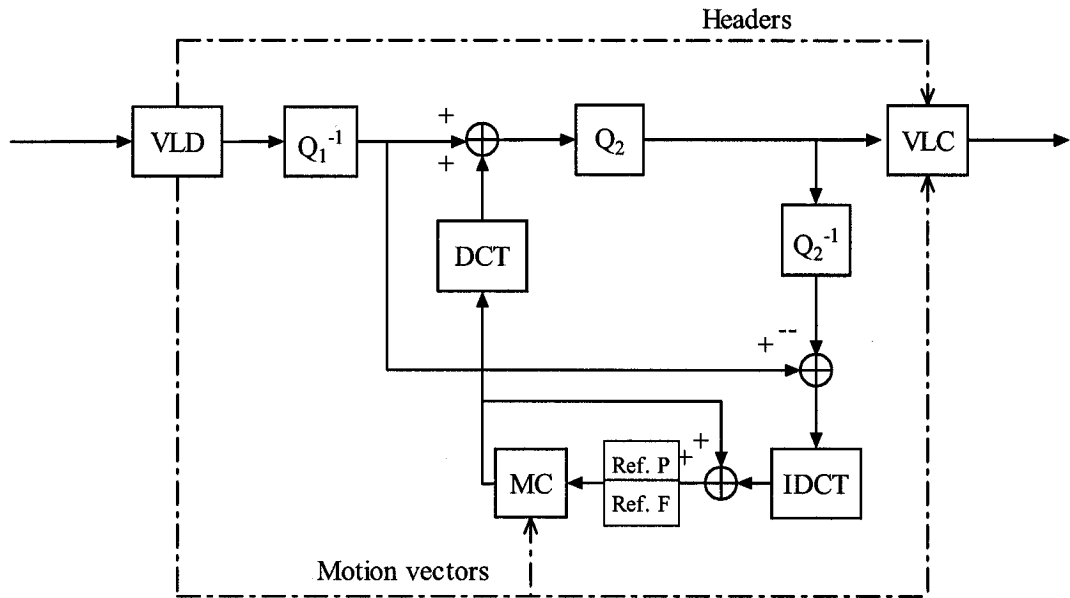 Headers
+
VLD
Q₁⁻¹
+
Q₂
VLC
DCT
Q₂⁻¹
+ --
+
+
Ref. P
MC
IDCT
Ref. F
Motion vectors